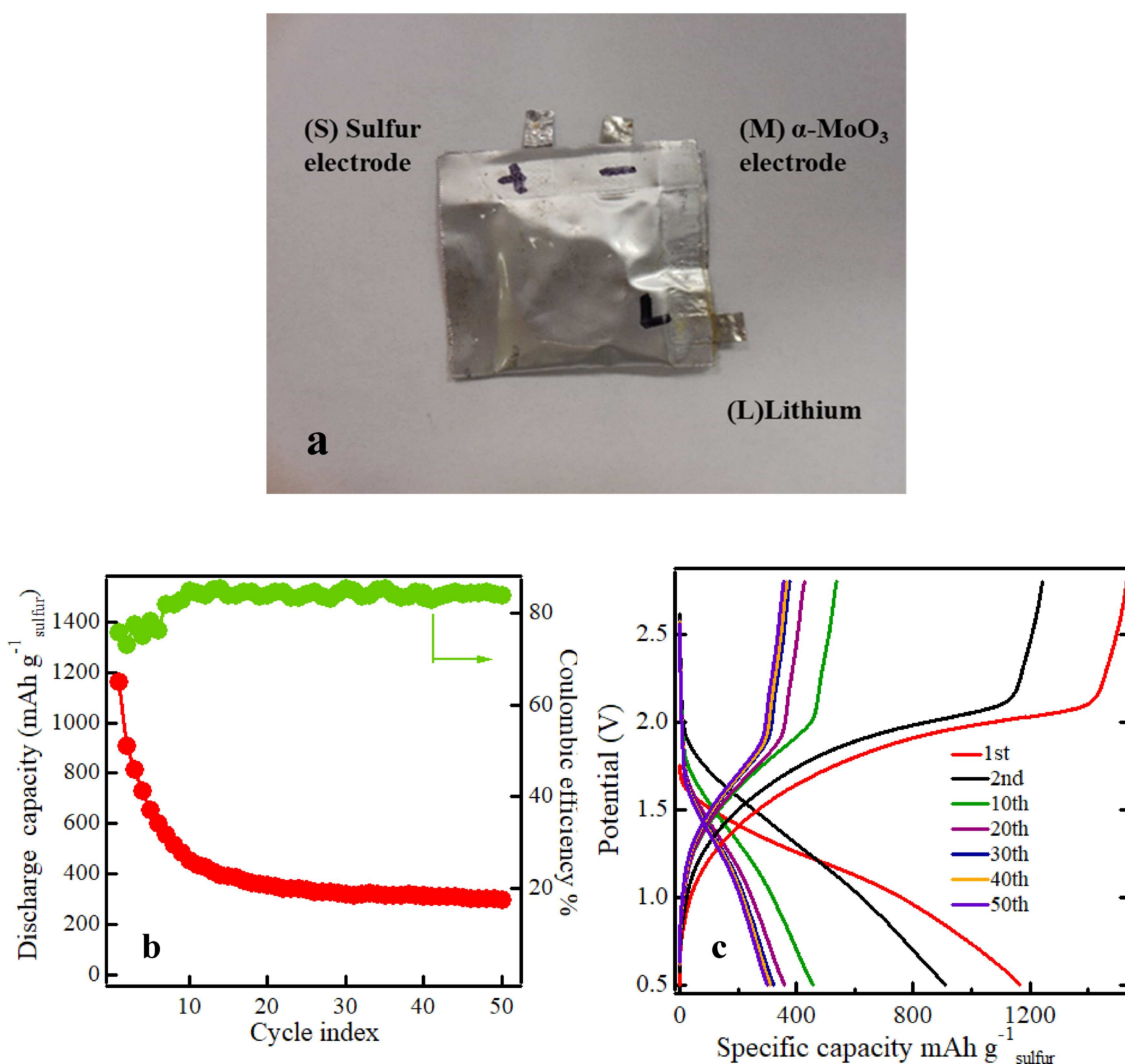 (S) Sulfur
electrode
(M) α-MoO3
electrode
+
−
L
(L)Lithium
a
Discharge capacity (mAh g-1 sulfur)
1400
1200
1000
800
600
400
200
0
80
60
40
20
Coulombic efficiency %
b
10 20 30 40 50
Cycle index
Potential (V)
2.5
2.0
1.5
1.0
0.5
1st
2nd
10th
20th
30th
40th
50th
c
0 400 800 1200
Specific capacity mAh g-1 sulfur